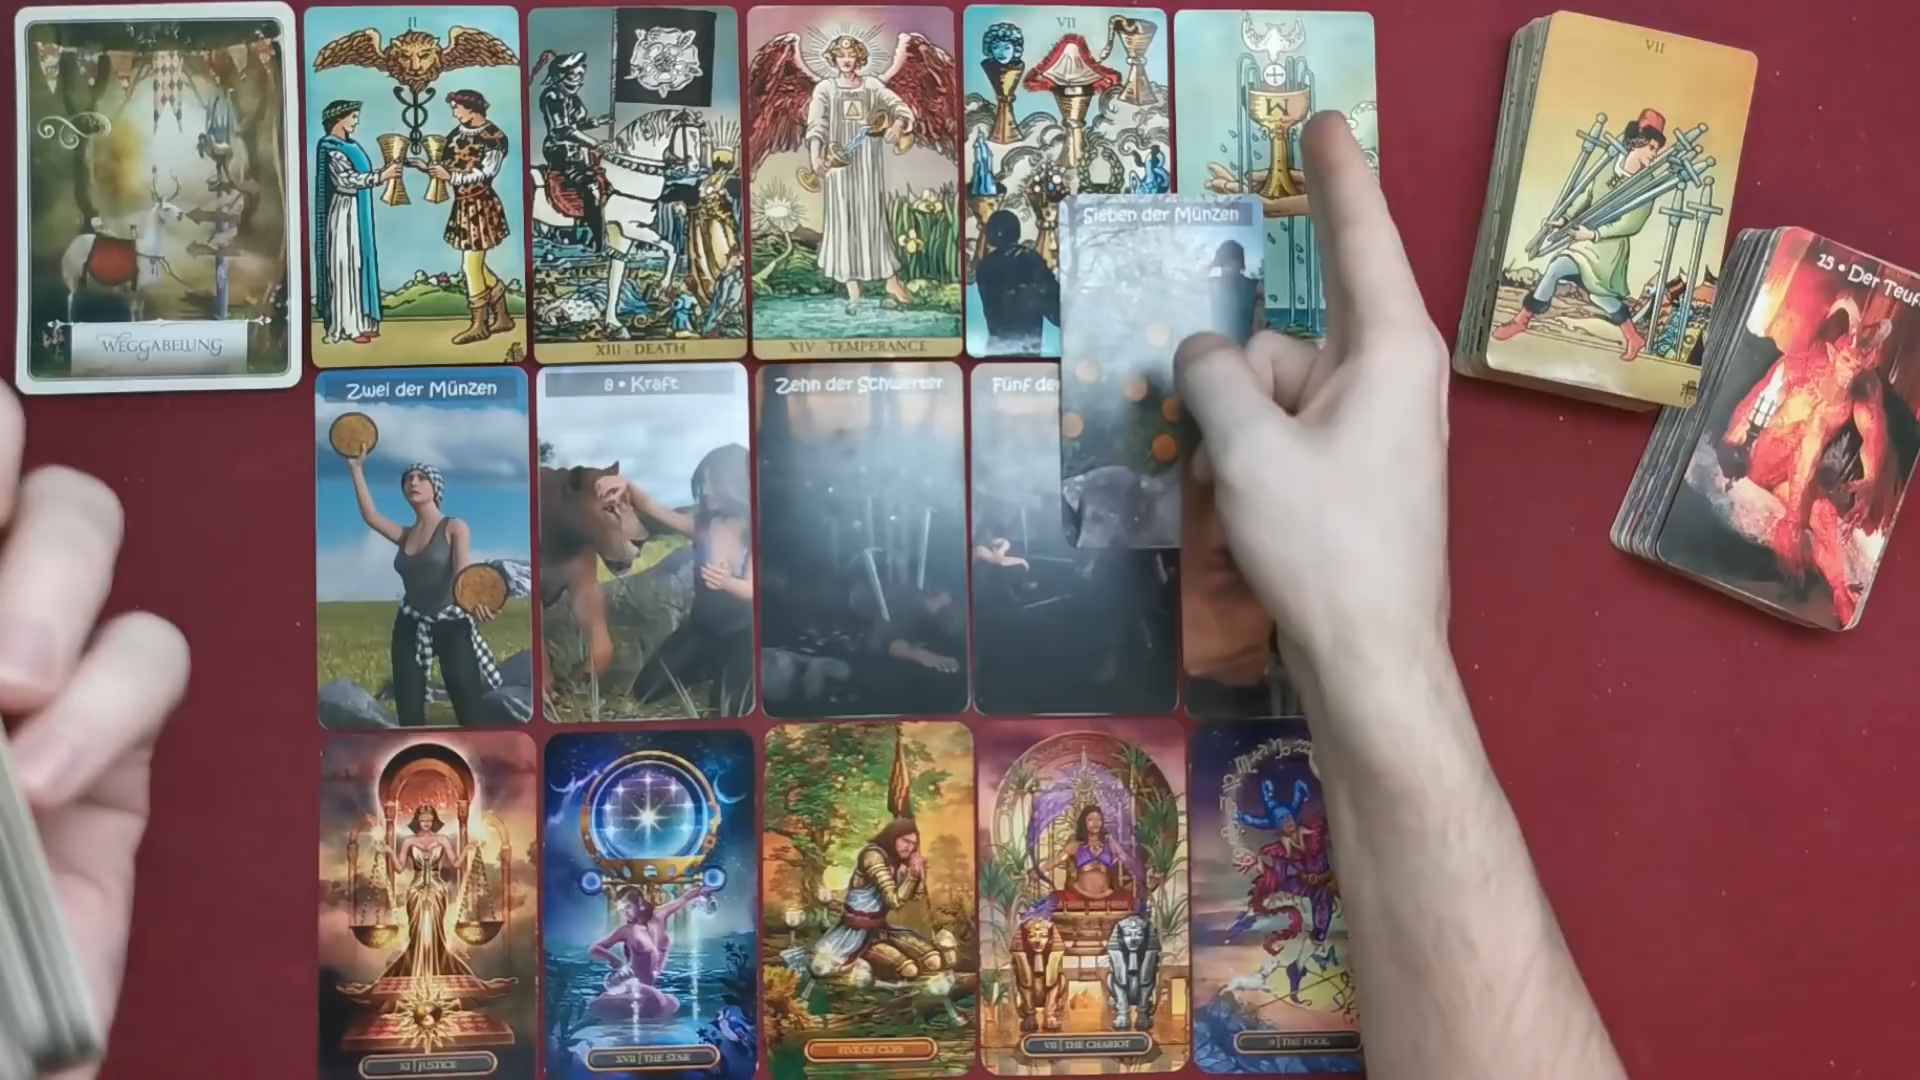 WEGGABELUNG
II
XIII · DEATH
XIV · TEMPERANCE
VII
W
VII
15 • Der Teuf
Sieben der Münzen
Zwei der Münzen
8 • Kraft
Zehn der Schwerter
Fünf de
XI | JUSTICE
XVII | THE STAR
FIVE OF CUPS
VII | THE CHARIOT
0 | THE FOOL